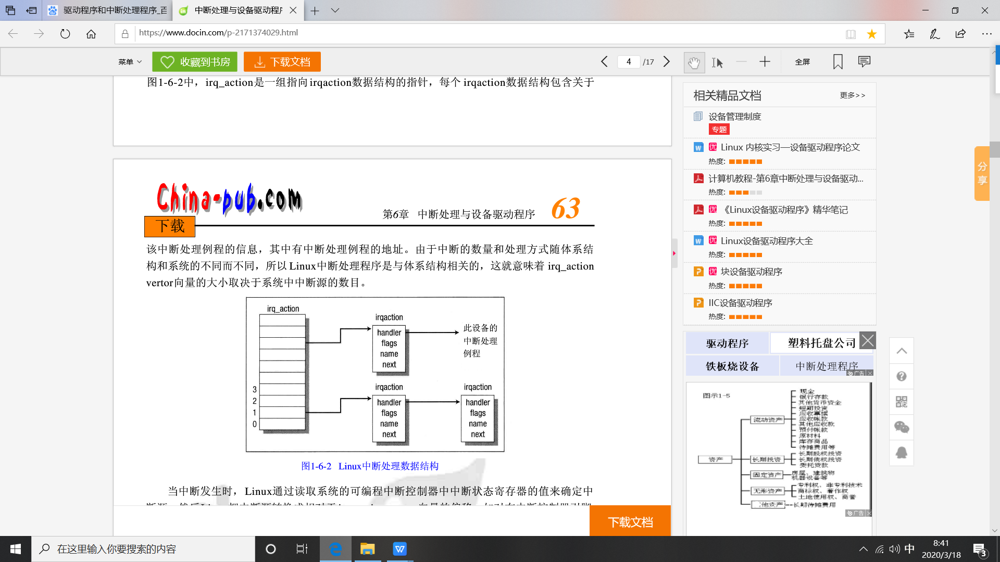 驱动程序和中断处理程序_百
中断处理与设备驱动程序
https://www.docin.com/p-2171374029.html
菜单
收藏到书房
下载文档
4 /17
全屏
图1-6-2中，irq_action是一组指向irqaction数据结构的指针，每个 irqaction数据结构包含关于
China-pub.com
下载
第6章 中断处理与设备驱动程序 63
该中断处理例程的信息，其中有中断处理例程的地址。由于中断的数量和处理方式随体系结
构和系统的不同而不同，所以 Linux中断处理程序是与体系结构相关的，这就意味着 irq_action
vertor向量的大小取决于系统中中断源的数目。
irq_action
3
2
1
0
irqaction
handler
flags
name
next
此设备的
中断处理
例程
irqaction
handler
flags
name
next
irqaction
handler
flags
name
next
图1-6-2 Linux中断处理数据结构
当中断发生时，Linux通过读取系统的可编程中断控制器中中断状态寄存器的值来确定中
下载文档
相关精品文档
更多>>
设备管理制度
专题
优 Linux 内核实习—设备驱动程序论文
热度:
计算机教程-第6章中断处理与设备驱动...
热度:
优 《Linux设备驱动程序》精华笔记
热度:
优 Linux设备驱动程序大全
热度:
优 块设备驱动程序
热度:
IIC设备驱动程序
热度:
分享
驱动程序
塑料托盘公司
铁板烧设备
中断处理程序
广告
图示1-5
资产
流动资产
现金
银行存款
其他货币资金
短期投资
应收票据
应收帐款
其他应收款
预付帐款
原材料
库存商品
待摊费用等
长期投资
长期股权投资
长期债权投资
委托贷款
固定资产
房屋、建筑物
机器设备等
无形资产
专利权、非专利技术
商标权、著作权
土地使用权、商誉
他资产
长期待摊费用
广告
在这里输入你要搜索的内容
中
8:41
2020/3/18
3